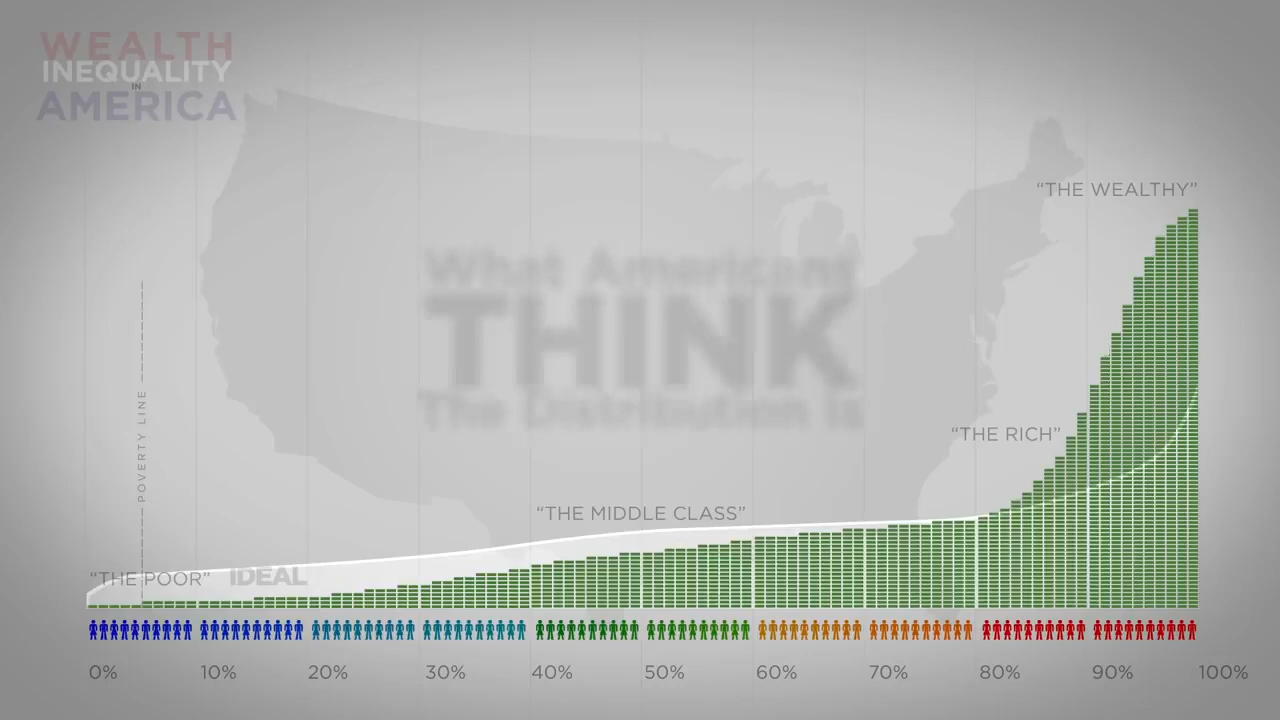 WEALTH
INEQUALITY
IN
AMERICA
“THE WEALTHY”
What Americans
THINK
The Distribution Is
POVERTY LINE
“THE RICH”
“THE MIDDLE CLASS”
“THE POOR” IDEAL
0% 10% 20% 30% 40% 50% 60% 70% 80% 90% 100%